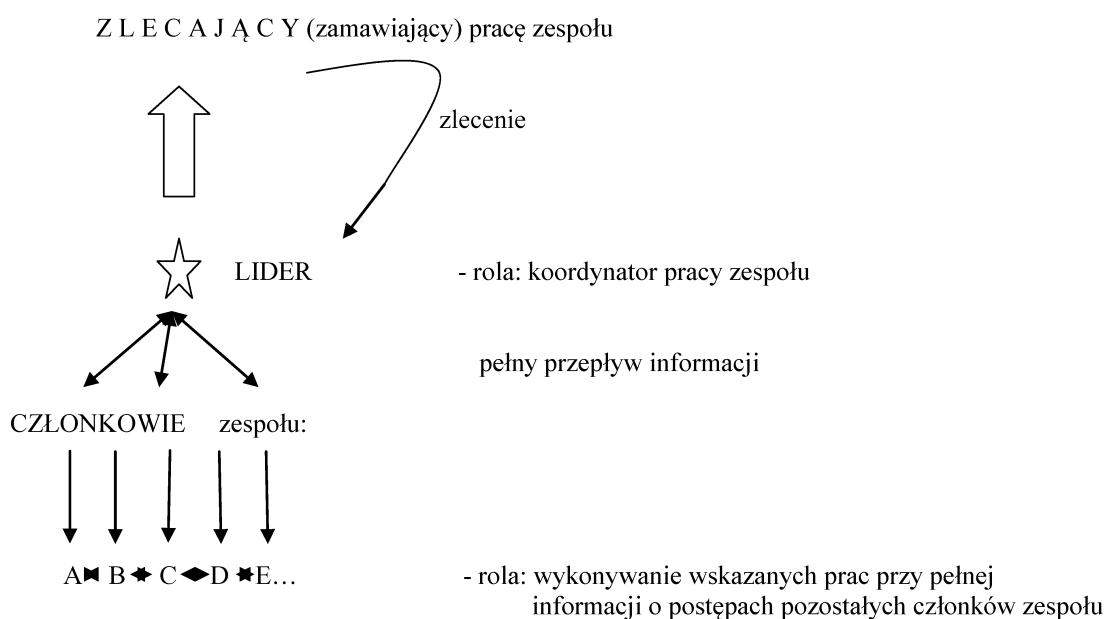 Z L E C A J Ą C Y (zamawiający) pracę zespołu
zlecenie
LIDER - rola: koordynator pracy zespołu
pełny przepływ informacji
CZŁONKOWIE zespołu:
A B C D E… - rola: wykonywanie wskazanych prac przy pełnej
informacji o postępach pozostałych członków zespołu